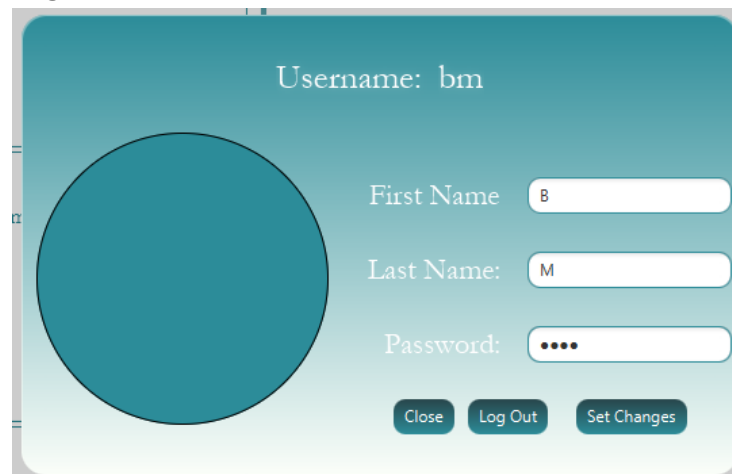 Username: bm
First Name B
Last Name: M
Password: ••••
Close Log Out Set Changes